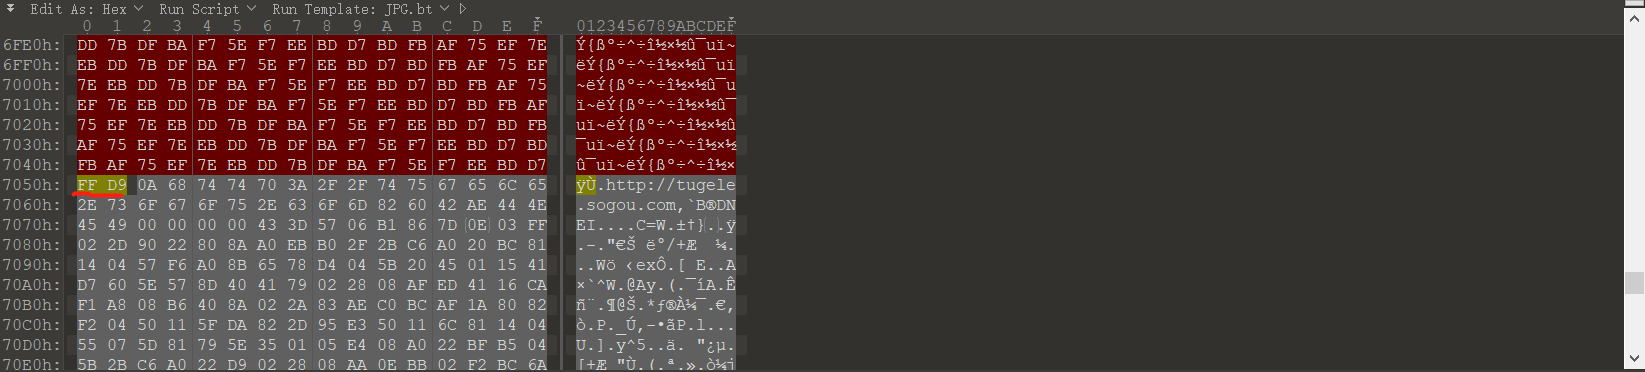 Edit As: Hex Run Script Run Template: JPG.bt
0 1 2 3 4 5 6 7 8 9 A B C D E F 0123456789ABCDEF
6FE0h: DD 7B DF BA F7 5E F7 EE BD D7 BD FB AF 75 EF 7E Ý{ßº÷^÷î½×½û¯uï~
6FF0h: EB DD 7B DF BA F7 5E F7 EE BD D7 BD FB AF 75 EF ëÝ{ßº÷^÷î½×½û¯uï
7000h: 7E EB DD 7B DF BA F7 5E F7 EE BD D7 BD FB AF 75 ~ëÝ{ßº÷^÷î½×½û¯u
7010h: EF 7E EB DD 7B DF BA F7 5E F7 EE BD D7 BD FB AF ï~ëÝ{ßº÷^÷î½×½û¯
7020h: 75 EF 7E EB DD 7B DF BA F7 5E F7 EE BD D7 BD FB uï~ëÝ{ßº÷^÷î½×½û
7030h: AF 75 EF 7E EB DD 7B DF BA F7 5E F7 EE BD D7 BD ¯uï~ëÝ{ßº÷^÷î½×½
7040h: FB AF 75 EF 7E EB DD 7B DF BA F7 5E F7 EE BD D7 û¯uï~ëÝ{ßº÷^÷î½×
7050h: FF D9 0A 68 74 74 70 3A 2F 2F 74 75 67 65 6C 65 ÿÙ.http://tugele
7060h: 2E 73 6F 67 6F 75 2E 63 6F 6D 82 60 42 AE 44 4E .sogou.com‚`B®DN
7070h: 45 49 00 00 00 00 43 3D 57 06 B1 86 7D 0E 03 FF EI....C=W.±†}..ÿ
7080h: 02 2D 90 22 80 8A A0 EB B0 2F 2B C6 A0 20 BC 81 .-."€Š ë°/+Æ  ¼.
7090h: 14 04 57 F6 A0 8B 65 78 D4 04 5B 20 45 01 15 41 ..Wö ‹exÔ.[ E..A
70A0h: D7 60 5E 57 8D 40 41 79 02 28 08 AF ED 41 16 CA ×`^W.@Ay.(.¯íA.Ê
70B0h: F1 A8 08 B6 40 8A 02 2A 83 AE C0 BC AF 1A 80 82 ñ¨.¶@Š.*ƒ®À¼¯.€‚
70C0h: F2 04 50 11 5F DA 82 2D 95 E3 50 11 6C 81 14 04 ò.P._Ú‚-•ãP.l...
70D0h: 55 07 5D 81 79 5E 35 01 05 E4 08 A0 22 BF B5 04 U.].y^5..ä. "¿µ.
70E0h: 5B 2B C6 A0 22 D9 02 28 08 AA 0E BB 02 F2 BC 6A [+Æ "Ù.(.ª.».ò¼j